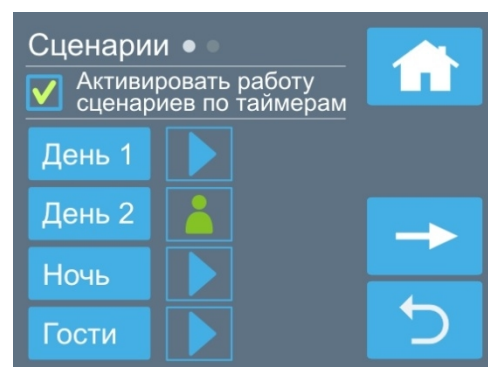 Сценарии
Активировать работу
сценариев по таймерам
День 1
День 2
Ночь
Гости